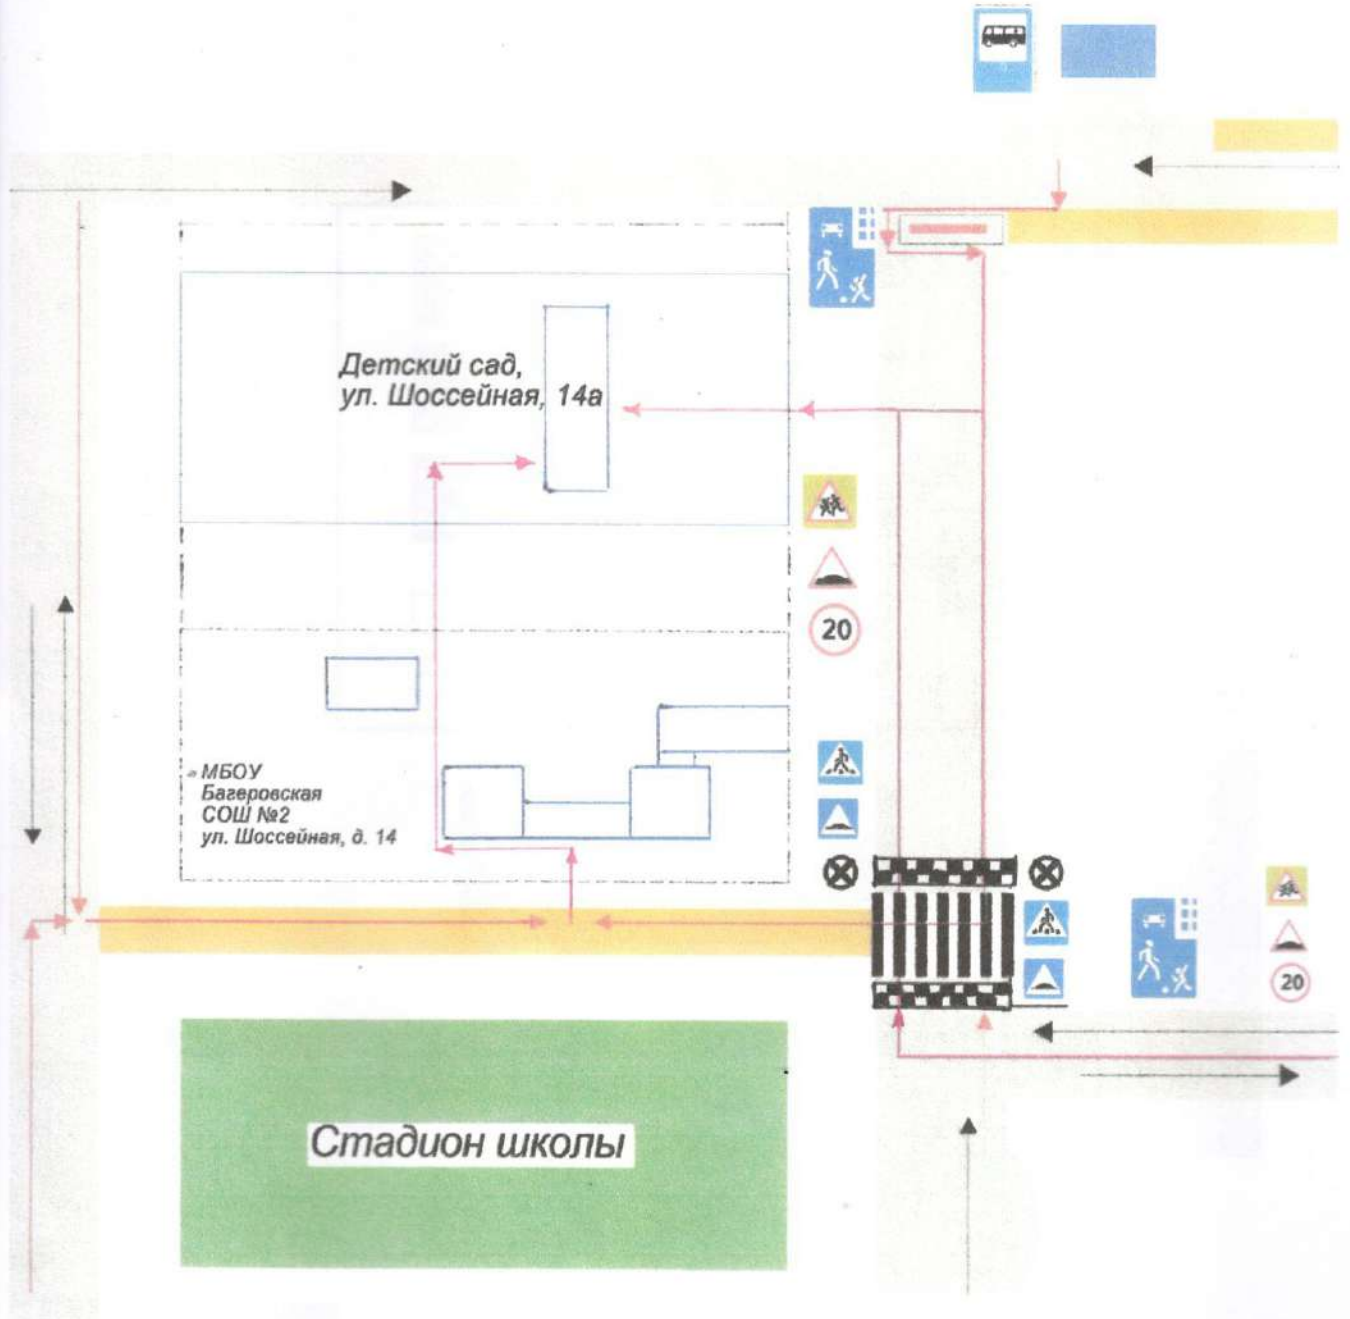 Детский сад,
ул. Шоссейная, 14а
20
МБОУ
Багеровская
СОШ №2
ул. Шоссейная, д. 14
20
Стадион школы